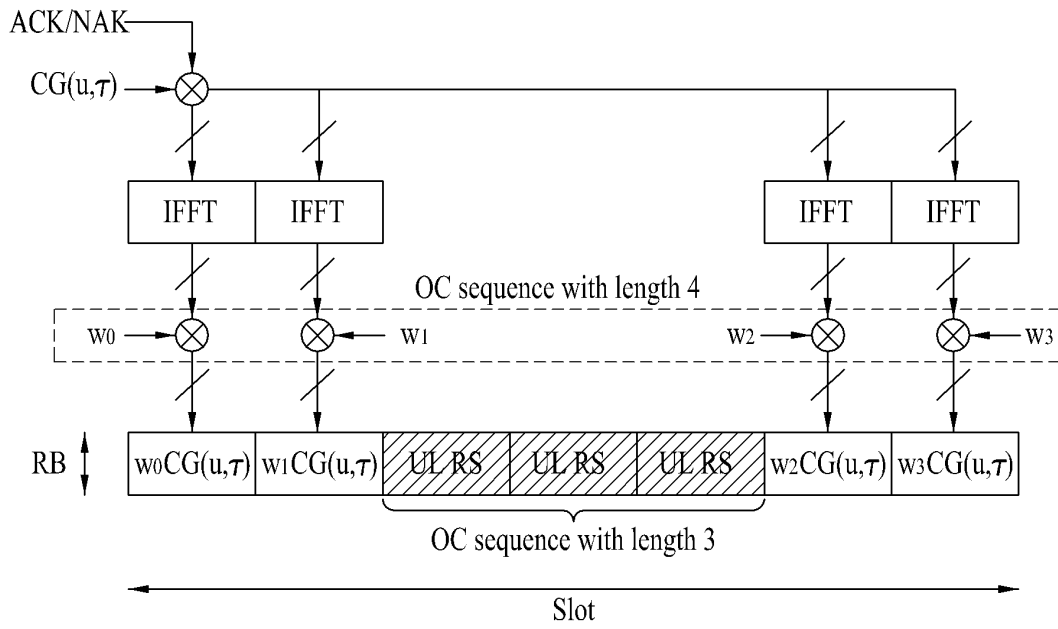 ACK/NAK
CG(u,τ)
IFFT IFFT IFFT IFFT
OC sequence with length 4
w0 w1 w2 w3
RB w0CG(u,τ) w1CG(u,τ) UL RS UL RS UL RS w2CG(u,τ) w3CG(u,τ)
OC sequence with length 3
Slot